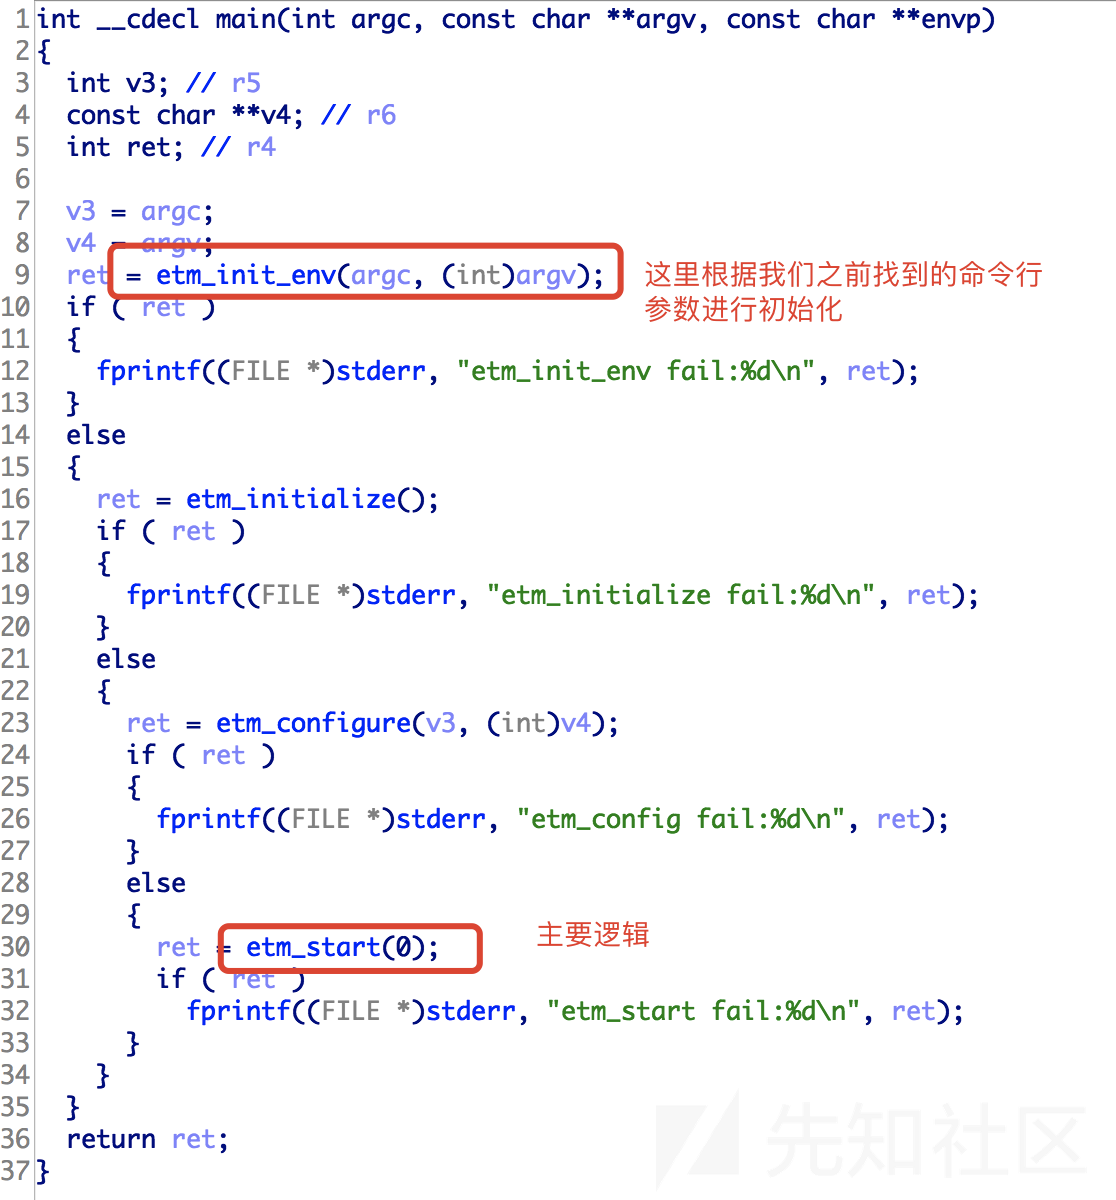 1 int __cdecl main(int argc, const char **argv, const char **envp)
2 {
3   int v3; // r5
4   const char **v4; // r6
5   int ret; // r4
6
7   v3 = argc;
8   v4 = argv;
9   ret = etm_init_env(argc, (int)argv); 这里根据我们之前找到的命令行
参数进行初始化
10   if ( ret )
11   {
12     fprintf((FILE *)stderr, "etm_init_env fail:%d\n", ret);
13   }
14   else
15   {
16     ret = etm_initialize();
17     if ( ret )
18     {
19       fprintf((FILE *)stderr, "etm_initialize fail:%d\n", ret);
20     }
21     else
22     {
23       ret = etm_configure(v3, (int)v4);
24       if ( ret )
25       {
26         fprintf((FILE *)stderr, "etm_config fail:%d\n", ret);
27       }
28       else
29       {
30         ret = etm_start(0); 主要逻辑
31         if ( ret )
32           fprintf((FILE *)stderr, "etm_start fail:%d\n", ret);
33       }
34     }
35   }
36   return ret;
37 }
先知社区